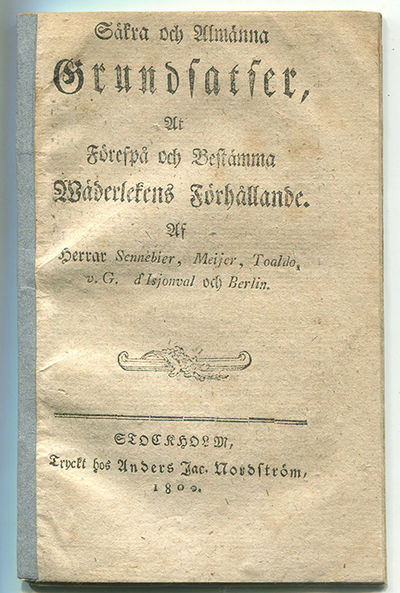 Säkra och Almänna
Grundsatser,
At
Förespå och Bestämma
Wäderlekens Förhållande.
Af
Herrar Sennebier, Meijer, Toaldo,
v. G. d'Isjonval och Berlin.
STOCKHOLM,
Tryckt hos Anders Jac. Nordström,
1800.